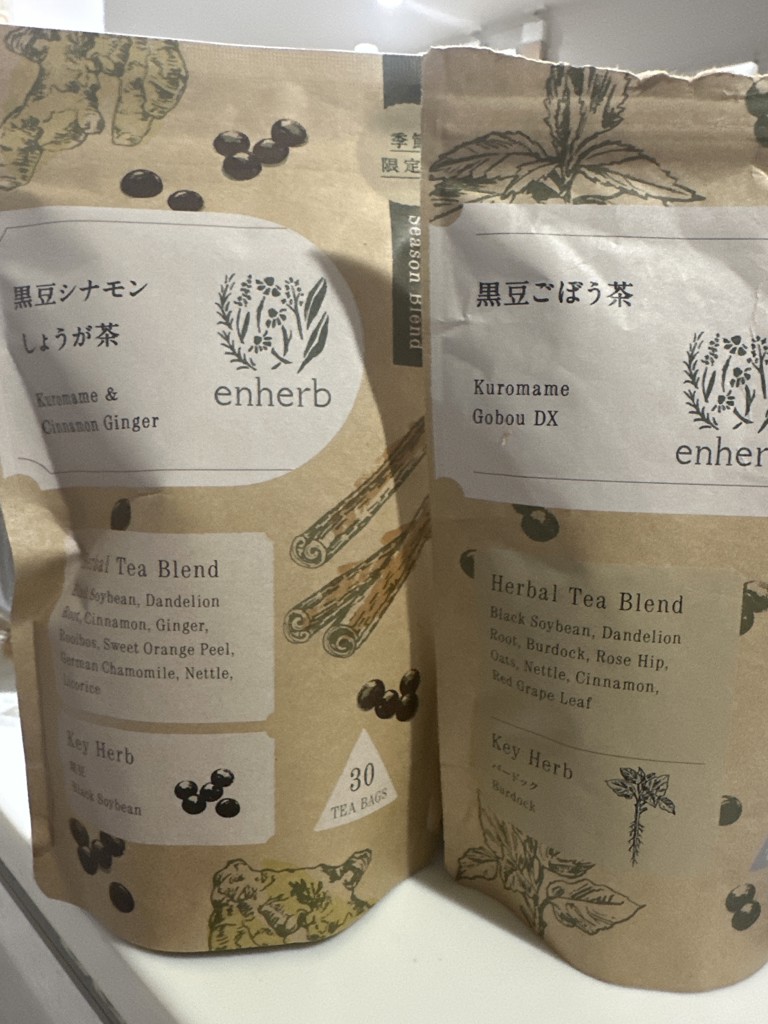 季節
限定
Season Blend
黒豆シナモン
しょうが茶
enherb
Kuromame &
Cinnamon Ginger
Herbal Tea Blend
Soybean, Dandelion
Root, Cinnamon, Ginger,
Rooibos, Sweet Orange Peel,
German Chamomile, Nettle,
Licorice
Key Herb
黒豆
Black Soybean
30
TEA BAGS
黒豆ごぼう茶
Kuromame
Gobou DX
enher
Herbal Tea Blend
Black Soybean, Dandelion
Root, Burdock, Rose Hip,
Oats, Nettle, Cinnamon,
Red Grape Leaf
Key Herb
バードック
Burdock